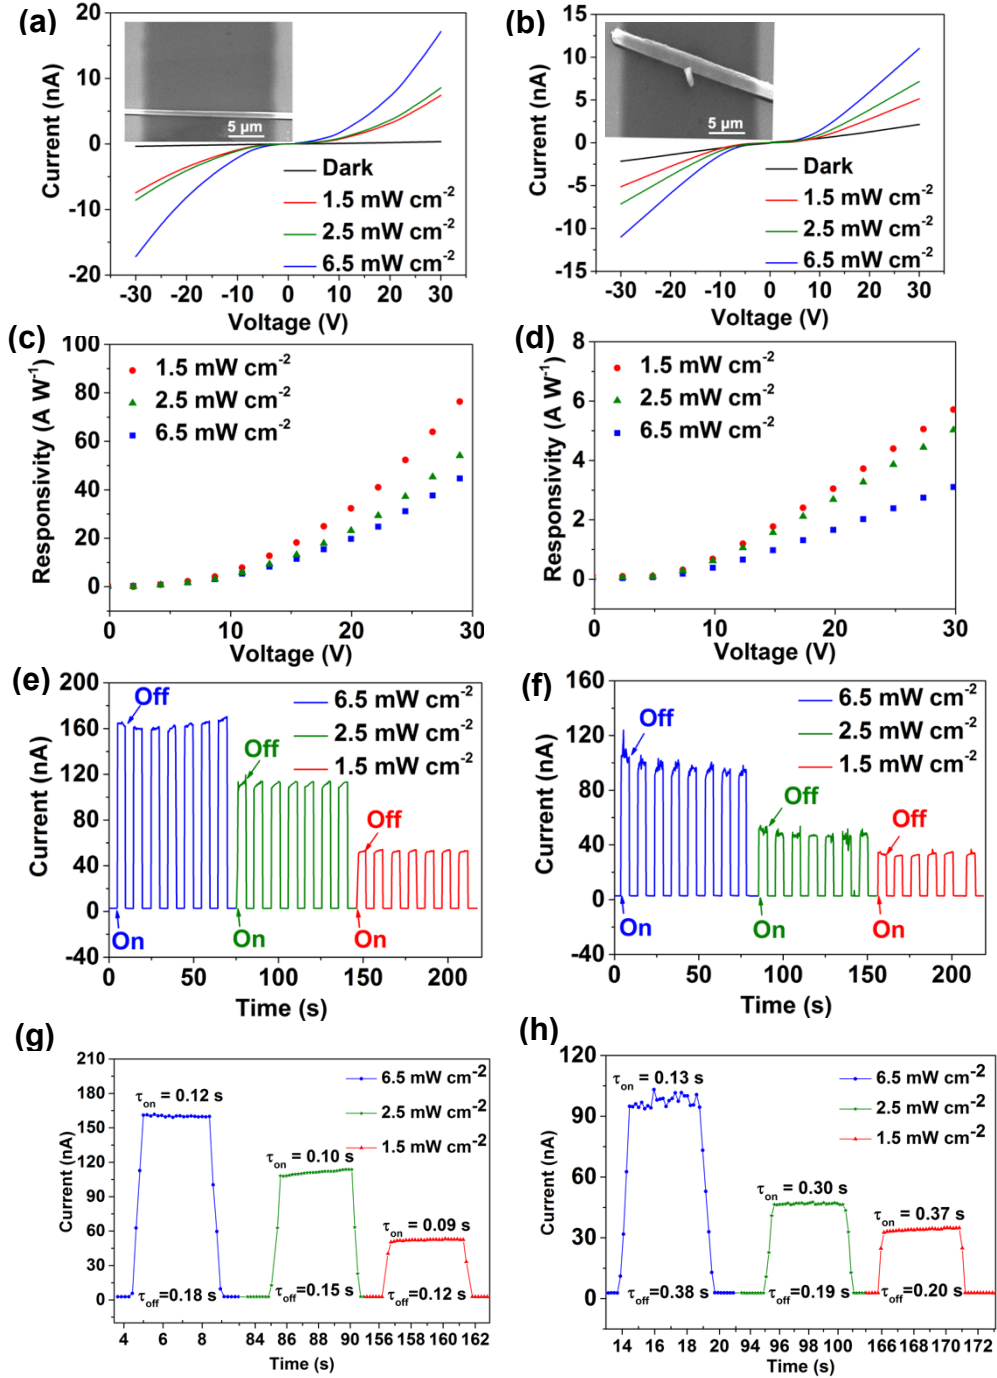 (a)
Current (nA)
20
10
0
-10
-20
5 µm
Dark
1.5 mW cm-2
2.5 mW cm-2
6.5 mW cm-2
-30 -20 -10 0 10 20 30
Voltage (V)
(b)
Current (nA)
15
10
5
0
-5
-10
-15
5 µm
Dark
1.5 mW cm-2
2.5 mW cm-2
6.5 mW cm-2
-30 -20 -10 0 10 20 30
Voltage (V)
(c)
Responsivity (A W-1)
100
80
60
40
20
0
1.5 mW cm-2
2.5 mW cm-2
6.5 mW cm-2
0 10 20 30
Voltage (V)
(d)
Responsivity (A W-1)
8
6
4
2
0
1.5 mW cm-2
2.5 mW cm-2
6.5 mW cm-2
0 10 20 30
Voltage (V)
(e)
Current (nA)
200
160
120
80
40
0
-40
Off
Off
Off
On
On
On
6.5 mW cm-2
2.5 mW cm-2
1.5 mW cm-2
0 50 100 150 200
Time (s)
(f)
Current (nA)
160
120
80
40
0
-40
Off
Off
Off
On
On
On
6.5 mW cm-2
2.5 mW cm-2
1.5 mW cm-2
0 50 100 150 200
Time (s)
(g)
Current (nA)
210
180
150
120
90
60
30
0
6.5 mW cm-2
2.5 mW cm-2
1.5 mW cm-2
τon = 0.12 s
τon = 0.10 s
τon = 0.09 s
τoff=0.18 s
τoff=0.15 s
τoff=0.12 s
4 6 8 84 86 88 90 156 158 160 162
Time (s)
(h)
Current (nA)
120
90
60
30
0
6.5 mW cm-2
2.5 mW cm-2
1.5 mW cm-2
τon = 0.13 s
τon = 0.30 s
τon = 0.37 s
τoff=0.38 s
τoff=0.19 s
τoff=0.20 s
14 16 18 20 94 96 98 100 166 168 170 172
Time (s)